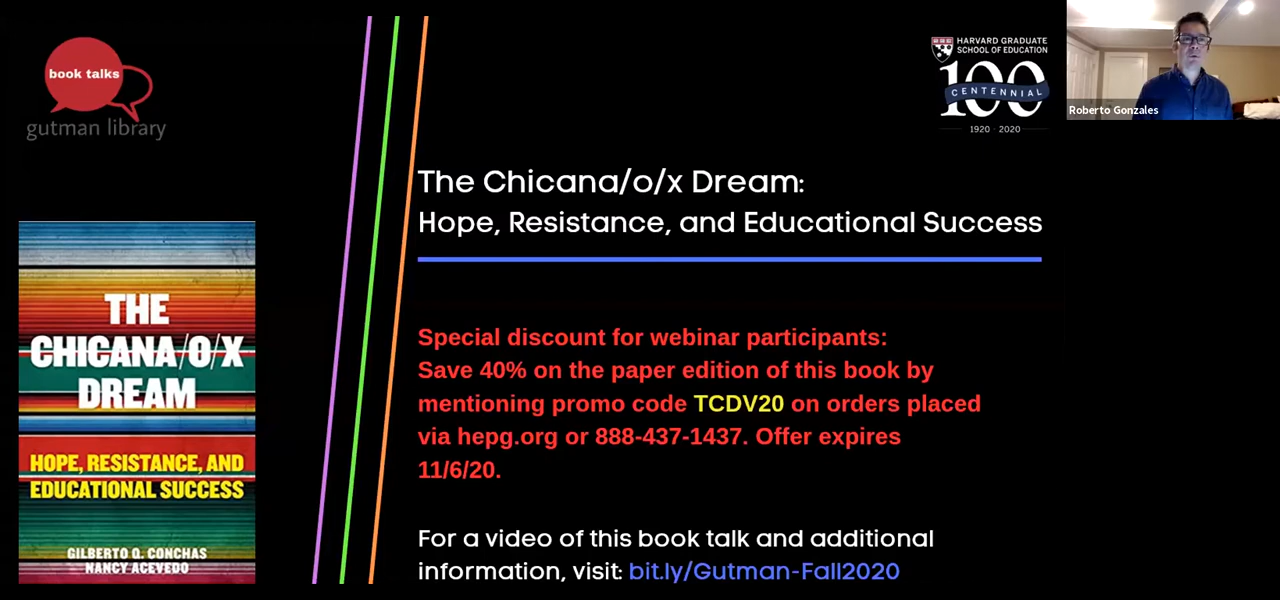 book talks
gutman library
HARVARD GRADUATE
SCHOOL OF EDUCATION
100
CENTENNIAL
1920 · 2020
Roberto Gonzales
The Chicana/o/x Dream:
Hope, Resistance, and Educational Success
THE
CHICANA/O/X
DREAM
HOPE, RESISTANCE, AND
EDUCATIONAL SUCCESS
GILBERTO Q. CONCHAS
NANCY ACEVEDO
Special discount for webinar participants:
Save 40% on the paper edition of this book by
mentioning promo code TCDV20 on orders placed
via hepg.org or 888-437-1437. Offer expires
11/6/20.
For a video of this book talk and additional
information, visit: bit.ly/Gutman-Fall2020